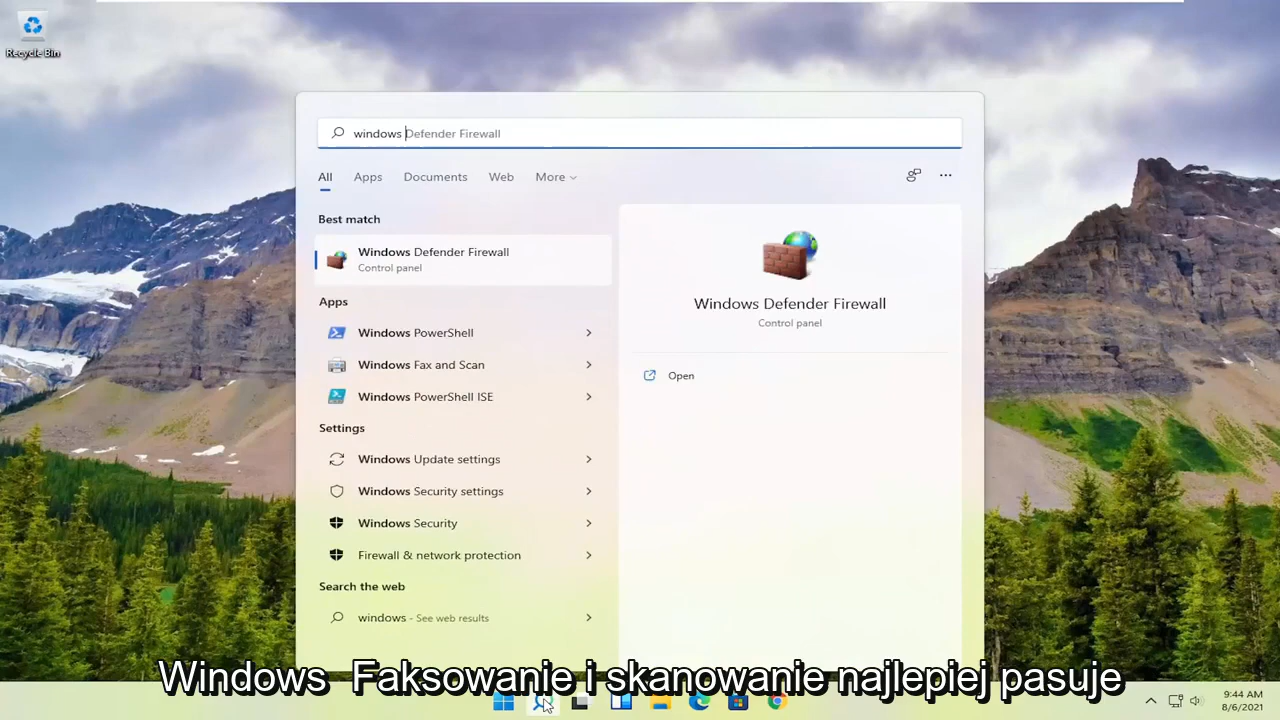 Recycle Bin
windows Defender Firewall
All Apps Documents Web More
Best match
Windows Defender Firewall
Control panel
Apps
Windows PowerShell
Windows Fax and Scan
Windows PowerShell ISE
Settings
Windows Update settings
Windows Security settings
Windows Security
Firewall & network protection
Search the web
windows - See web results
Windows Defender Firewall
Control panel
Open
Windows Faksowanie i skanowanie najlepiej pasuje
9:44 AM
8/6/2021